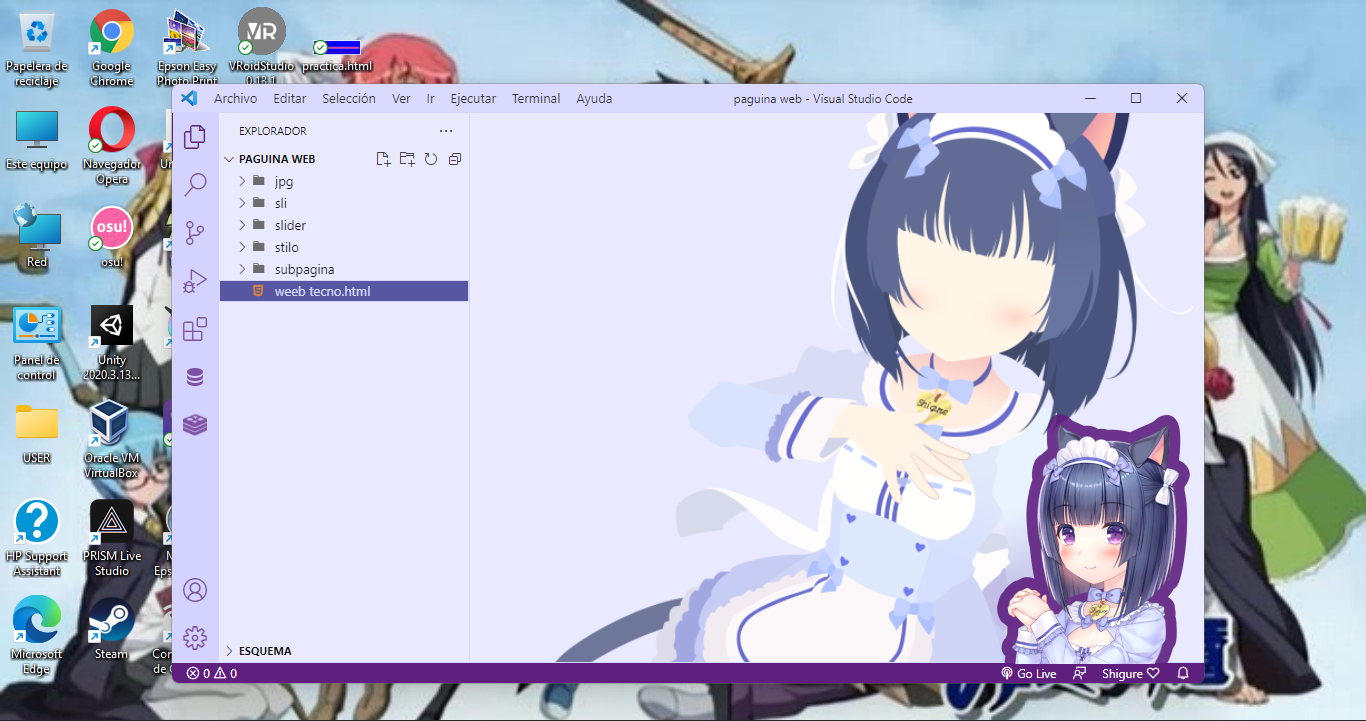 Papelera de
reciclaje
Google
Chrome
Epson Easy
Photo Print
VRoidStudio
0.13.1
practica.html
Este equipo
Navegador
Opera
Red
osu!
osu!
Panel de
control
Unity
2020.3.13...
USER
Oracle VM
VirtualBox
HP Support
Assistant
PRISM Live
Studio
Microsoft
Edge
Steam
Archivo Editar Selección Ver Ir Ejecutar Terminal Ayuda
paguina web - Visual Studio Code
EXPLORADOR
PAGUINA WEB
jpg
sli
slider
stilo
subpagina
weeb tecno.html
ESQUEMA
Shigure
0 0
Go Live
Shigure